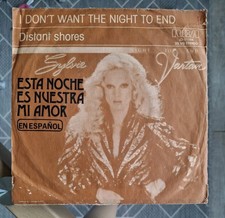 I DON'T WANT THE NIGHT TO END
Distant shores
Sylvie Vartan
ESTA NOCHE
ES NUESTRA
MI AMOR
EN ESPAÑOL